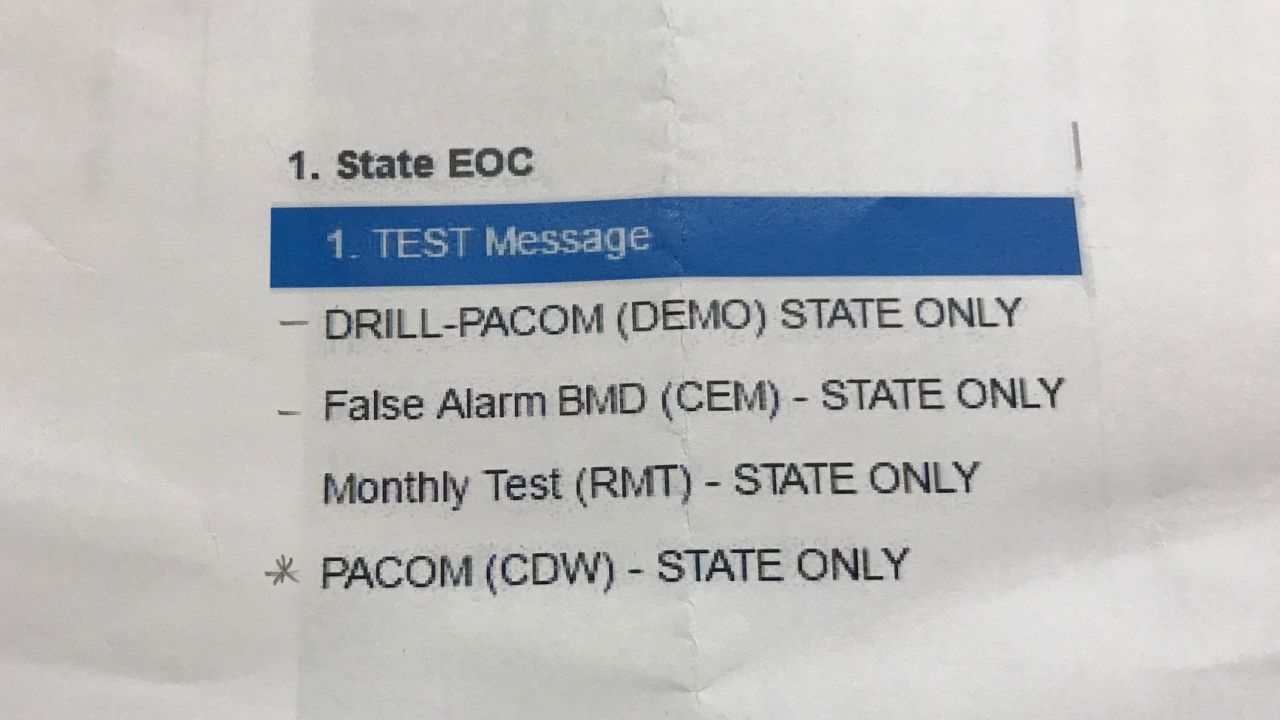 1. State EOC
1. TEST Message
– DRILL-PACOM (DEMO) STATE ONLY
– False Alarm BMD (CEM) - STATE ONLY
Monthly Test (RMT) - STATE ONLY
* PACOM (CDW) - STATE ONLY